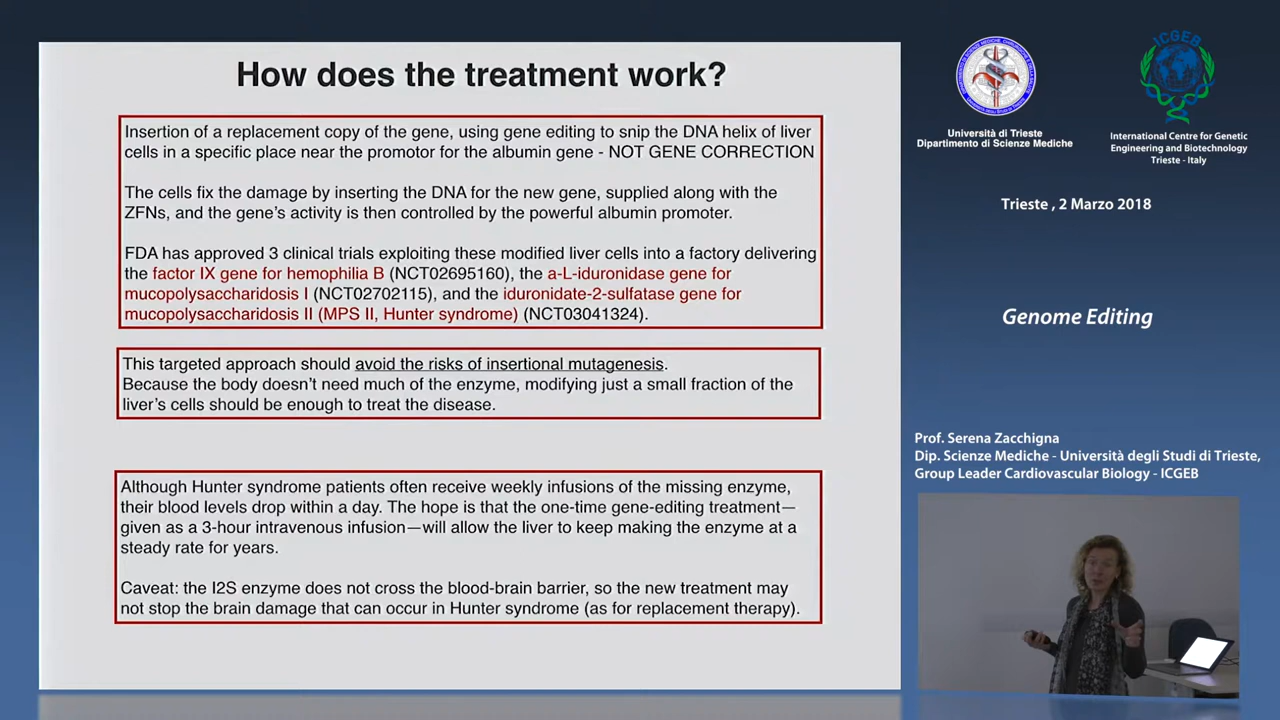 How does the treatment work?
Insertion of a replacement copy of the gene, using gene editing to snip the DNA helix of liver
cells in a specific place near the promotor for the albumin gene - NOT GENE CORRECTION
The cells fix the damage by inserting the DNA for the new gene, supplied along with the
ZFNs, and the gene's activity is then controlled by the powerful albumin promoter.
FDA has approved 3 clinical trials exploiting these modified liver cells into a factory delivering
the factor IX gene for hemophilia B (NCT02695160), the a-L-iduronidase gene for
mucopolysaccharidosis I (NCT02702115), and the iduronidate-2-sulfatase gene for
mucopolysaccharidosis II (MPS II, Hunter syndrome) (NCT03041324).
This targeted approach should avoid the risks of insertional mutagenesis.
Because the body doesn't need much of the enzyme, modifying just a small fraction of the
liver's cells should be enough to treat the disease.
Although Hunter syndrome patients often receive weekly infusions of the missing enzyme,
their blood levels drop within a day. The hope is that the one-time gene-editing treatment—
given as a 3-hour intravenous infusion—will allow the liver to keep making the enzyme at a
steady rate for years.
Caveat: the I2S enzyme does not cross the blood-brain barrier, so the new treatment may
not stop the brain damage that can occur in Hunter syndrome (as for replacement therapy).
ICGEB
Università di Trieste
Dipartimento di Scienze Mediche
International Centre for Genetic
Engineering and Biotechnology
Trieste - Italy
Trieste , 2 Marzo 2018
Genome Editing
Prof. Serena Zacchigna
Dip. Scienze Mediche - Università degli Studi di Trieste,
Group Leader Cardiovascular Biology - ICGEB